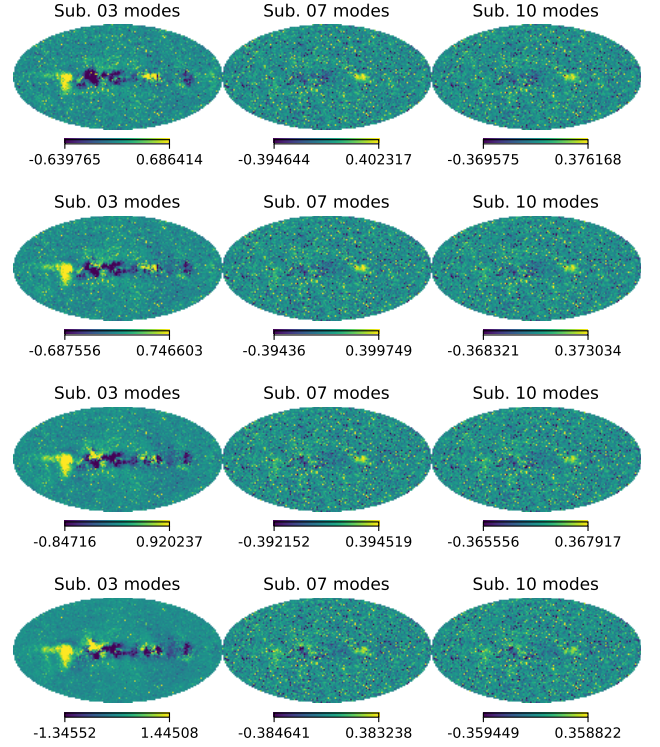 Sub. 03 modes Sub. 07 modes Sub. 10 modes
-0.639765 0.686414 -0.394644 0.402317 -0.369575 0.376168
Sub. 03 modes Sub. 07 modes Sub. 10 modes
-0.687556 0.746603 -0.39436 0.399749 -0.368321 0.373034
Sub. 03 modes Sub. 07 modes Sub. 10 modes
-0.84716 0.920237 -0.392152 0.394519 -0.365556 0.367917
Sub. 03 modes Sub. 07 modes Sub. 10 modes
-1.34552 1.44508 -0.384641 0.383238 -0.359449 0.358822